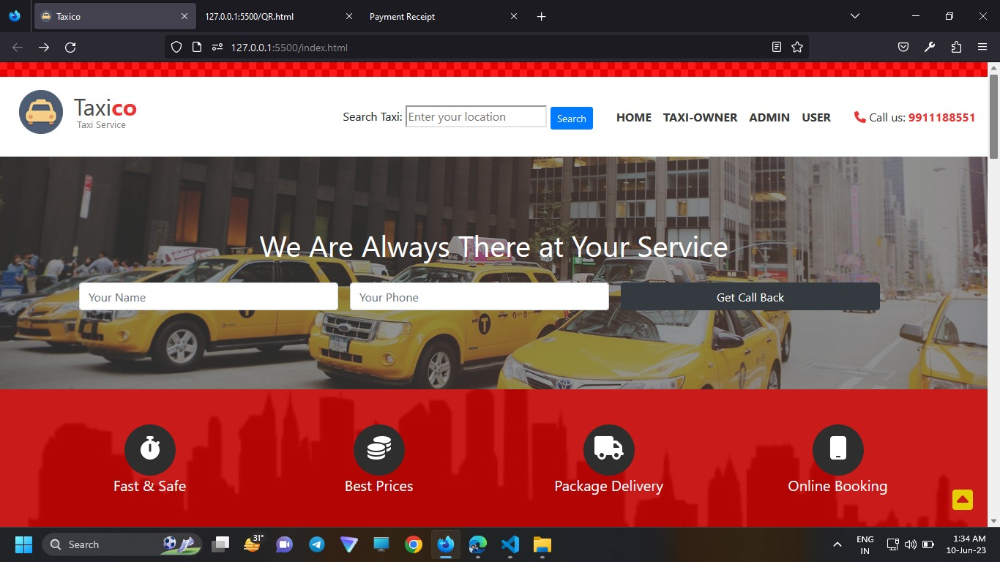 Taxico
127.0.0.1:5500/QR.html
Payment Receipt
127.0.0.1:5500/index.html
Taxico
Taxi Service
Search Taxi: Enter your location Search
HOME TAXI-OWNER ADMIN USER
Call us: 9911188551
We Are Always There at Your Service
Your Name
Your Phone
Get Call Back
Fast & Safe
Best Prices
Package Delivery
Online Booking
Search
31°
ENG
IN
1:34 AM
10-Jun-23